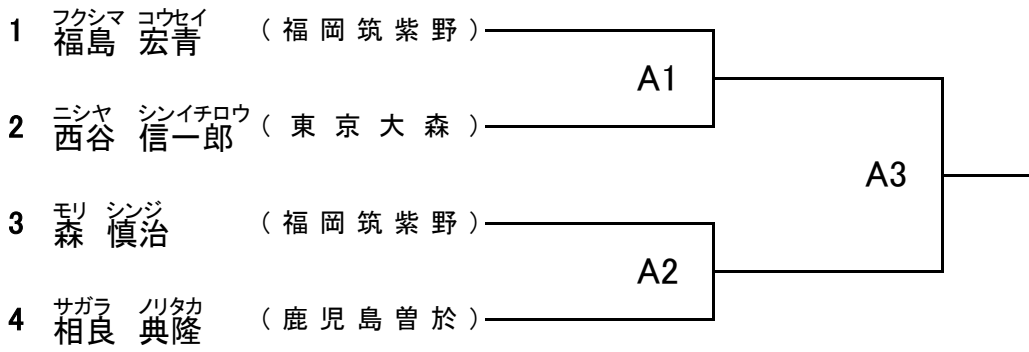 フクシマ コウセイ
1 福島 宏青 (福岡筑紫野)
A1
ニシヤ シンイチロウ
2 西谷 信一郎 (東京大森)
A3
モリ シンジ
3 森 慎治 (福岡筑紫野)
A2
サガラ ノリタカ
4 相良 典隆 (鹿児島曽於)